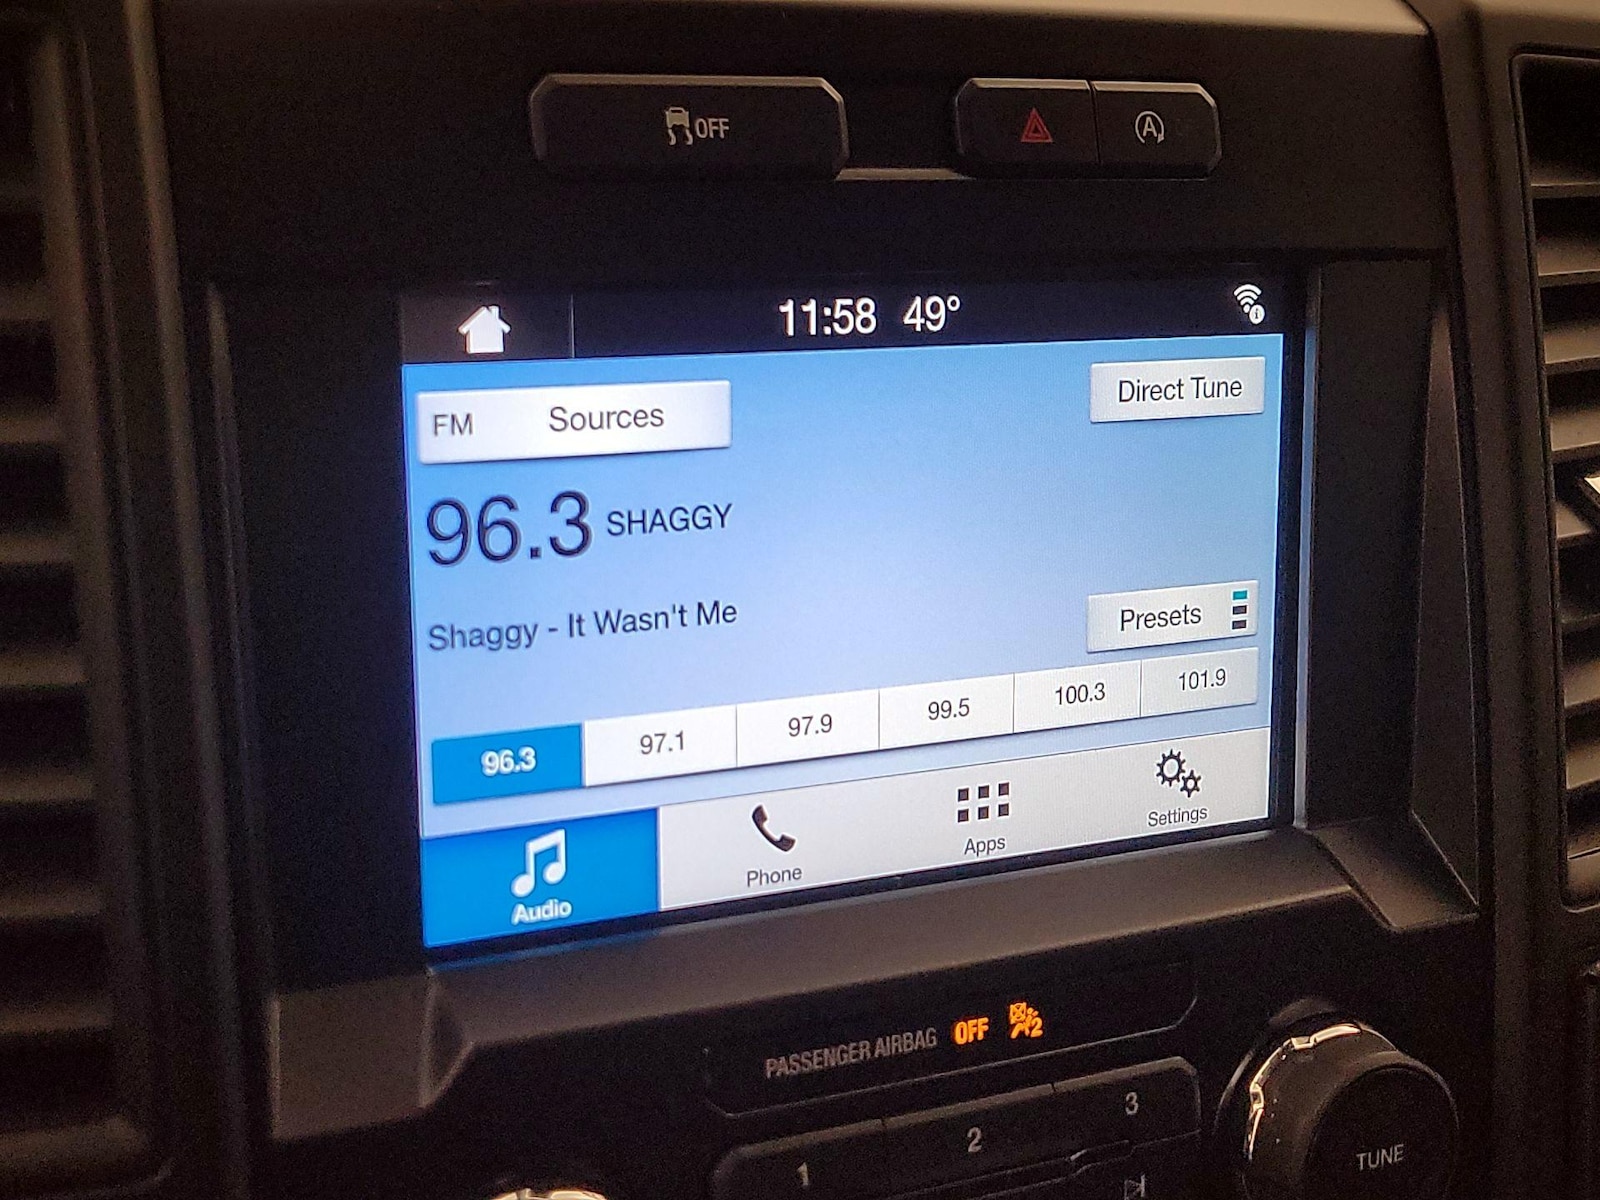 OFF
A
11:58 49°
FM Sources
Direct Tune
96.3 SHAGGY
Shaggy - It Wasn't Me
Presets
96.3 97.1 97.9 99.5 100.3 101.9
Audio
Phone
Apps
Settings
PASSENGER AIRBAG OFF 2
1 2 3
TUNE